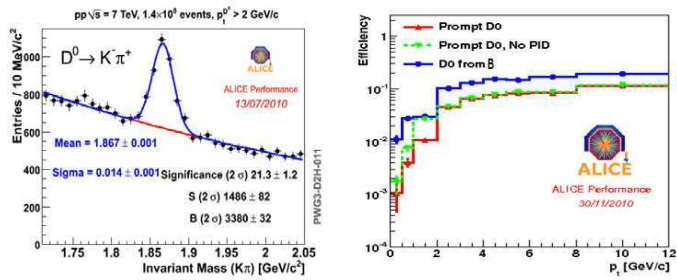 pp √s = 7 TeV, 1.4×10⁸ events, p_t^{D⁰} > 2 GeV/c
Entries / 10 MeV/c²
D⁰→ K⁻π⁺
ALICE
ALICE Performance
13/07/2010
Mean = 1.867 ± 0.001
Sigma = 0.014 ± 0.001
Significance (2 σ) 21.3 ± 1.2
S (2 σ) 1486 ± 82
B (2 σ) 3380 ± 32
PWG3-D2H-011
1000
800
600
400
200
0
1.75 1.8 1.85 1.9 1.95 2 2.05
Invariant Mass (Kπ) [GeV/c²]
Efficiency
Prompt D0
Prompt D0, No PID
D0 from B
ALICE
ALICE Performance
30/11/2010
1
10⁻¹
10⁻²
10⁻³
10⁻⁴
0 2 4 6 8 10 12
p_t [GeV/c]